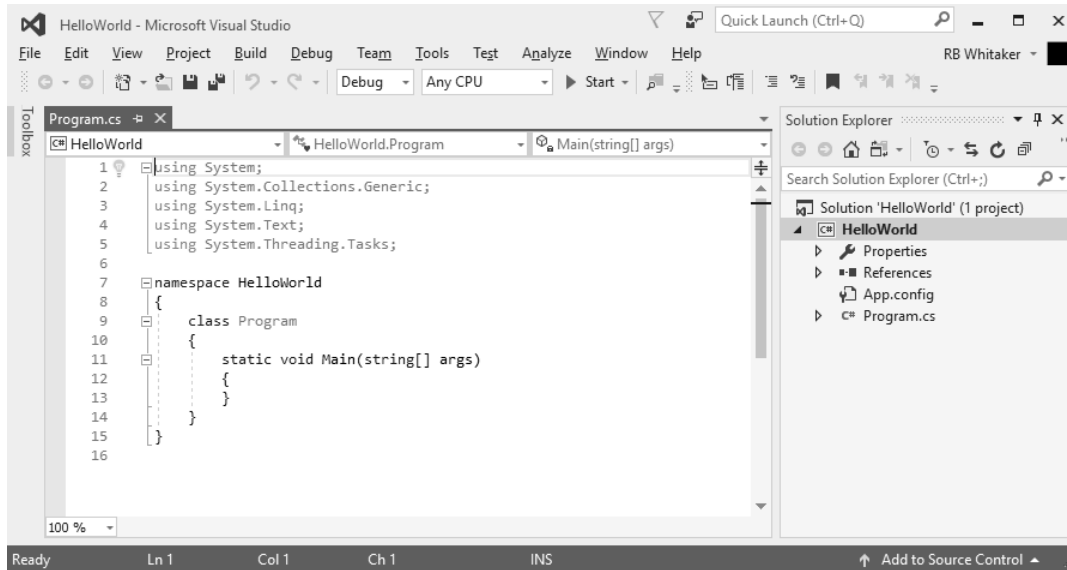 HelloWorld - Microsoft Visual Studio
Quick Launch (Ctrl+Q)
File Edit View Project Build Debug Team Tools Test Analyze Window Help
RB Whitaker
Debug Any CPU Start
Toolbox
Program.cs
HelloWorld HelloWorld.Program Main(string[] args)
1 using System;
2 using System.Collections.Generic;
3 using System.Linq;
4 using System.Text;
5 using System.Threading.Tasks;
6
7 namespace HelloWorld
8 {
9 class Program
10 {
11 static void Main(string[] args)
12 {
13 }
14 }
15 }
16
100 %
Solution Explorer
Search Solution Explorer (Ctrl+;)
Solution 'HelloWorld' (1 project)
C# HelloWorld
Properties
References
App.config
C# Program.cs
Ready Ln 1 Col 1 Ch 1 INS Add to Source Control